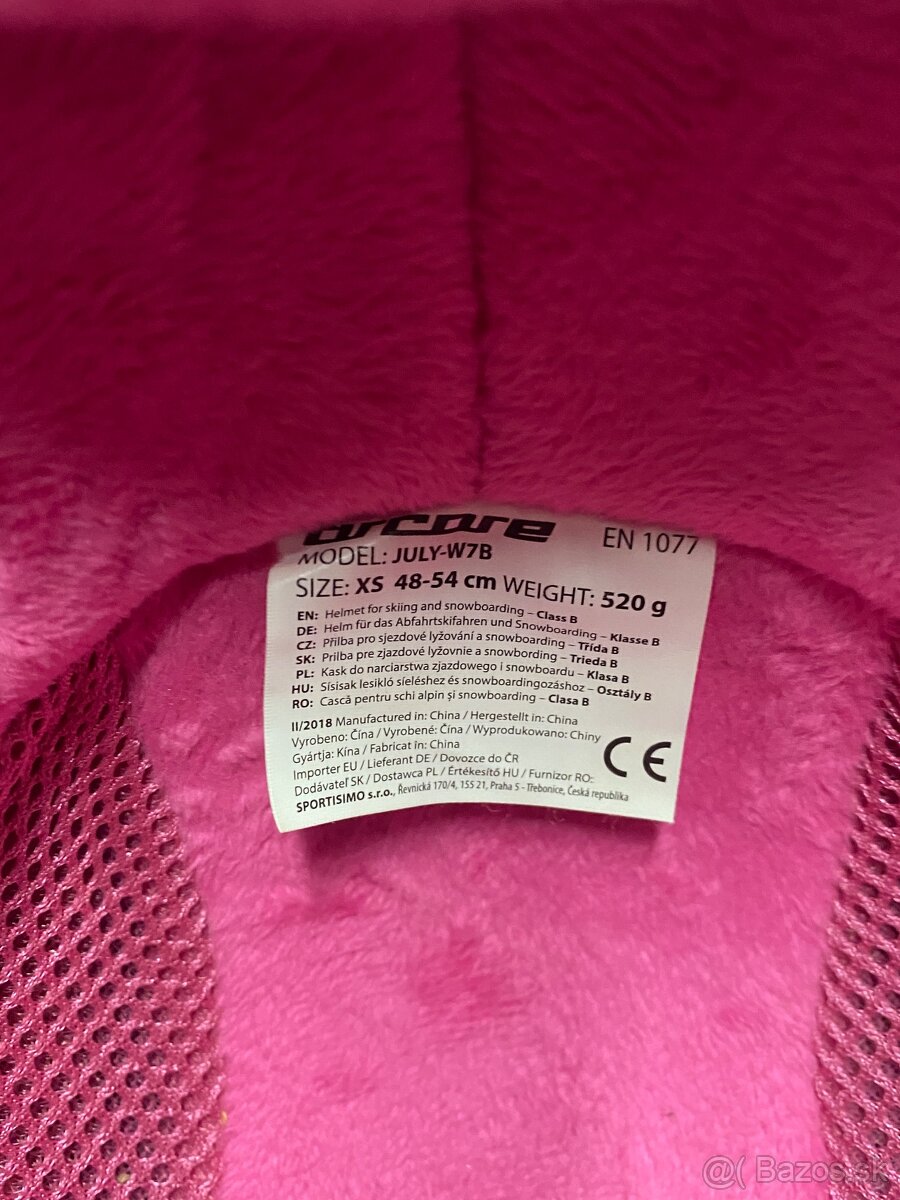 arcore
EN 1077
MODEL: JULY-W7B
SIZE: XS 48-54 cm WEIGHT: 520 g
EN: Helmet for skiing and snowboarding – Class B
DE: Helm für das Abfahrtskifahren und Snowboarding – Klasse B
CZ: Přilba pro sjezdové lyžování a snowboarding – Třída B
SK: Prilba pre zjazdové lyžovnie a snowbording – Trieda B
PL: Kask do narciarstwa zjazdowego i snowboardu – Klasa B
HU: Sísisak lesikló síeléshez és snowboardingozáshoz – Osztály B
RO: Cască pentru schi alpin și snowboarding – Clasa B
II/2018 Manufactured in: China / Hergestellt in: China
Vyrobeno: Čína / Vyrobené: Čína / Wyprodukowano: Chiny
Gyártja: Kína / Fabricat în: China
Importer EU / Lieferant DE / Dovozce do ČR
Dodávateľ SK / Dostawca PL / Értékesítő HU / Furnizor RO:
SPORTISIMO s.r.o., Řevnická 170/4, 155 21, Praha 5 - Třebonice, Česká republika
CE
@( Bazos.sk